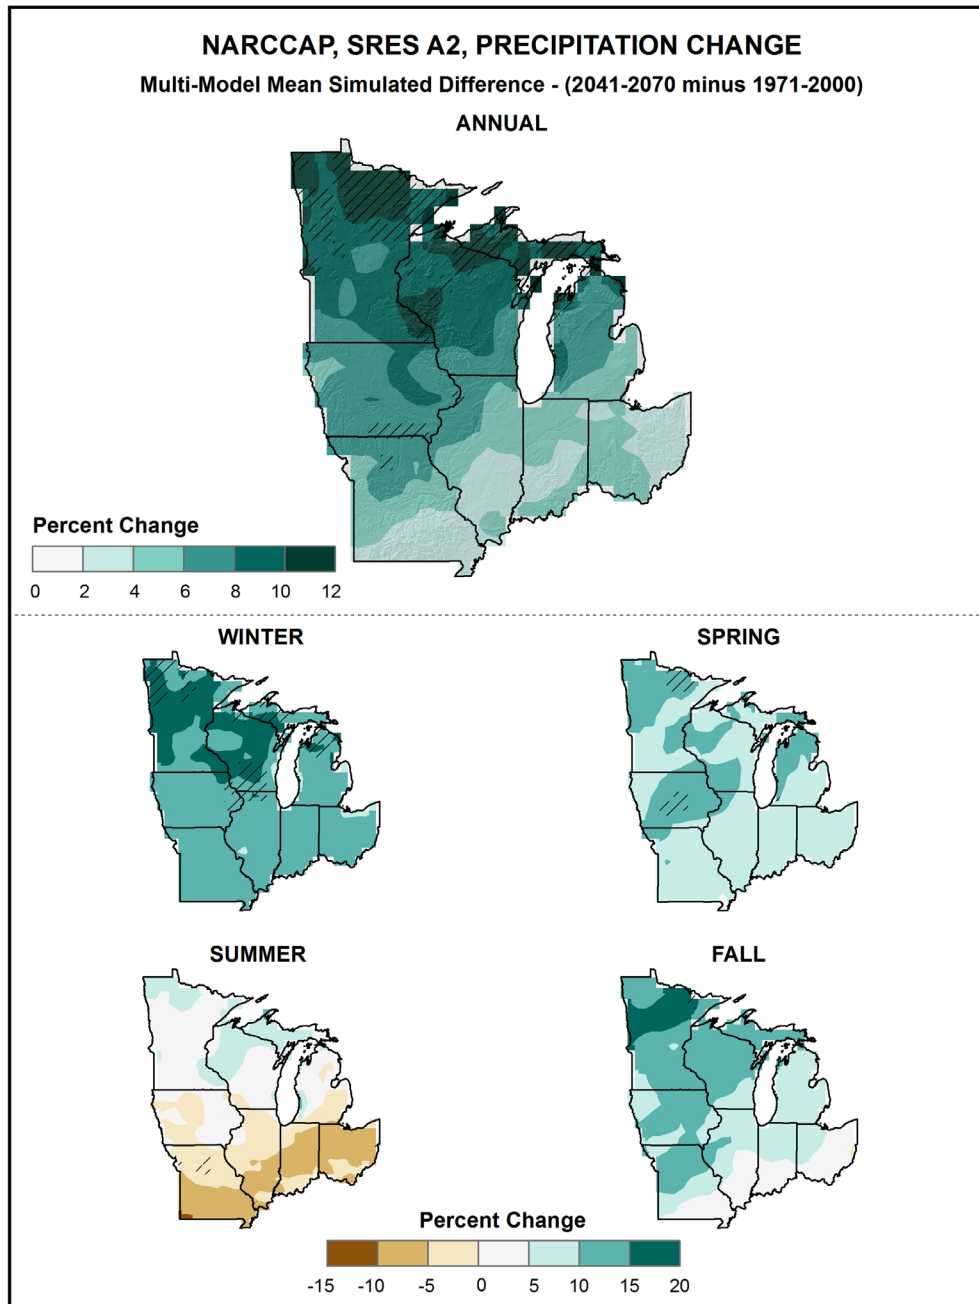 NARCCAP, SRES A2, PRECIPITATION CHANGE
Multi-Model Mean Simulated Difference - (2041-2070 minus 1971-2000)
ANNUAL
Percent Change
0 2 4 6 8 10 12
WINTER
SPRING
SUMMER
FALL
Percent Change
-15 -10 -5 0 5 10 15 20